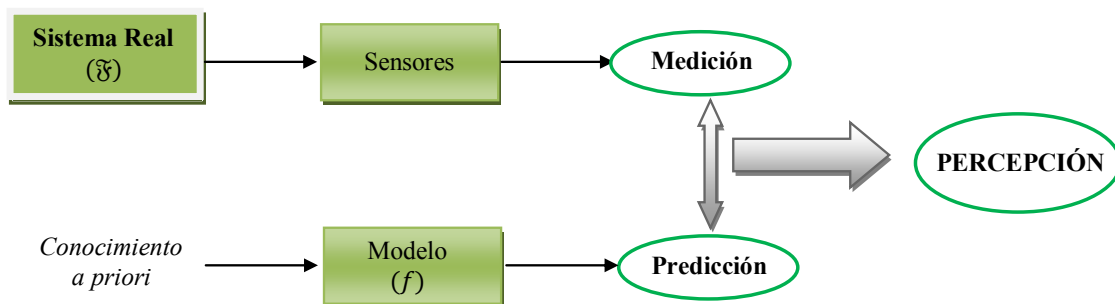 Sistema Real
(𝔉)
Sensores
Medición
PERCEPCIÓN
Conocimiento
a priori
Modelo
(𝑓)
Predicción